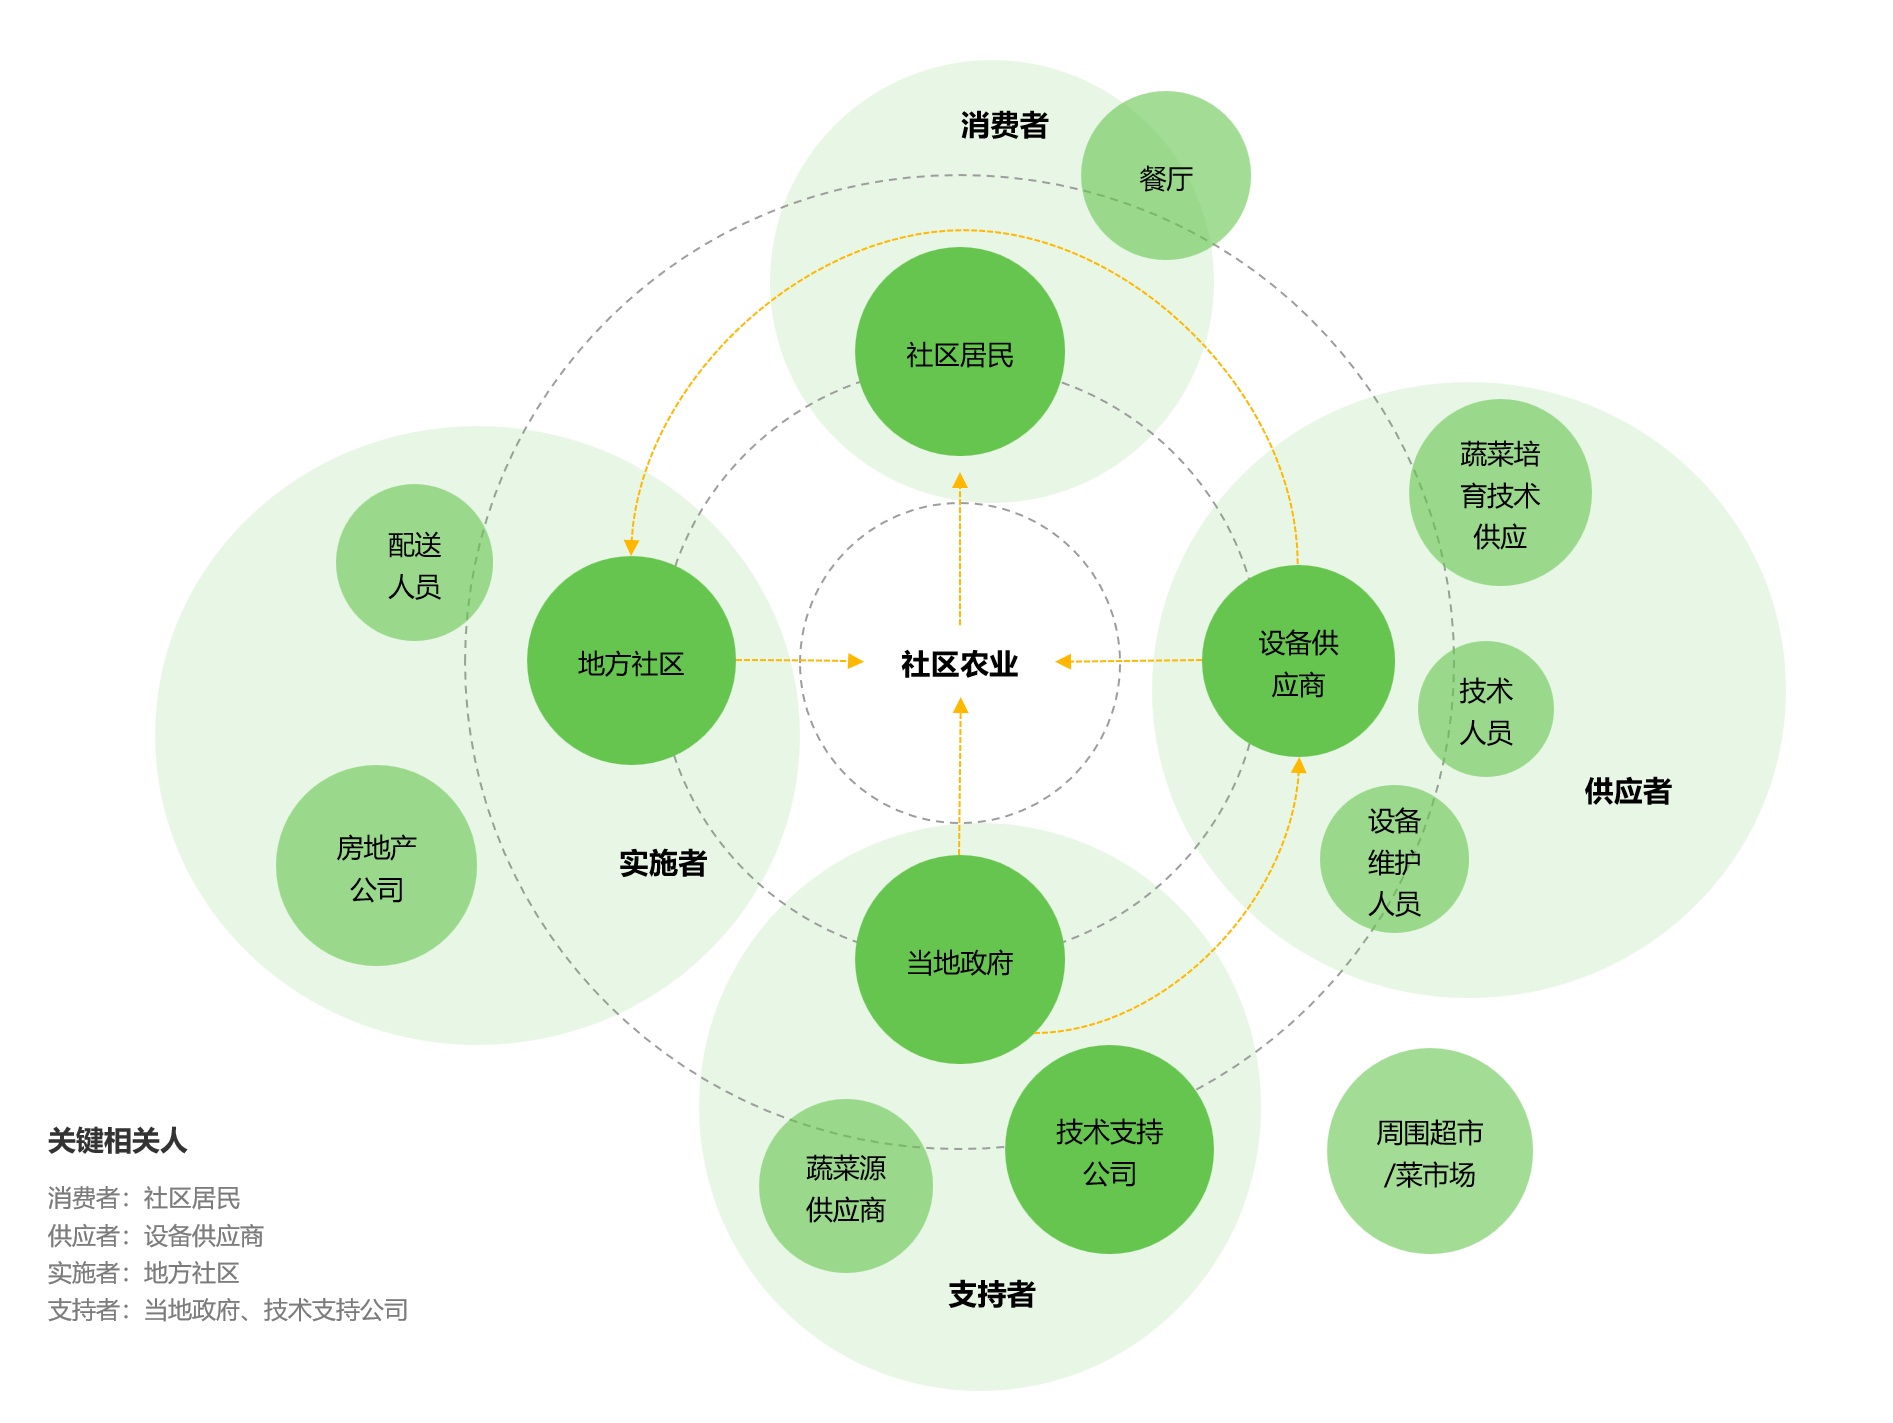 消费者
餐厅
社区居民
蔬菜培
育技术
供应
配送
人员
地方社区
社区农业
设备供
应商
技术
人员
供应者
设备
维护
人员
房地产
公司
实施者
当地政府
技术支持
公司
周围超市
/菜市场
蔬菜源
供应商
支持者
关键相关人
消费者：社区居民
供应者：设备供应商
实施者：地方社区
支持者：当地政府、技术支持公司